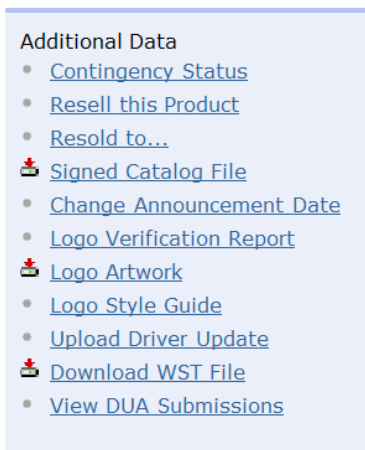 Additional Data
Contingency Status
Resell this Product
Resold to...
Signed Catalog File
Change Announcement Date
Logo Verification Report
Logo Artwork
Logo Style Guide
Upload Driver Update
Download WST File
View DUA Submissions